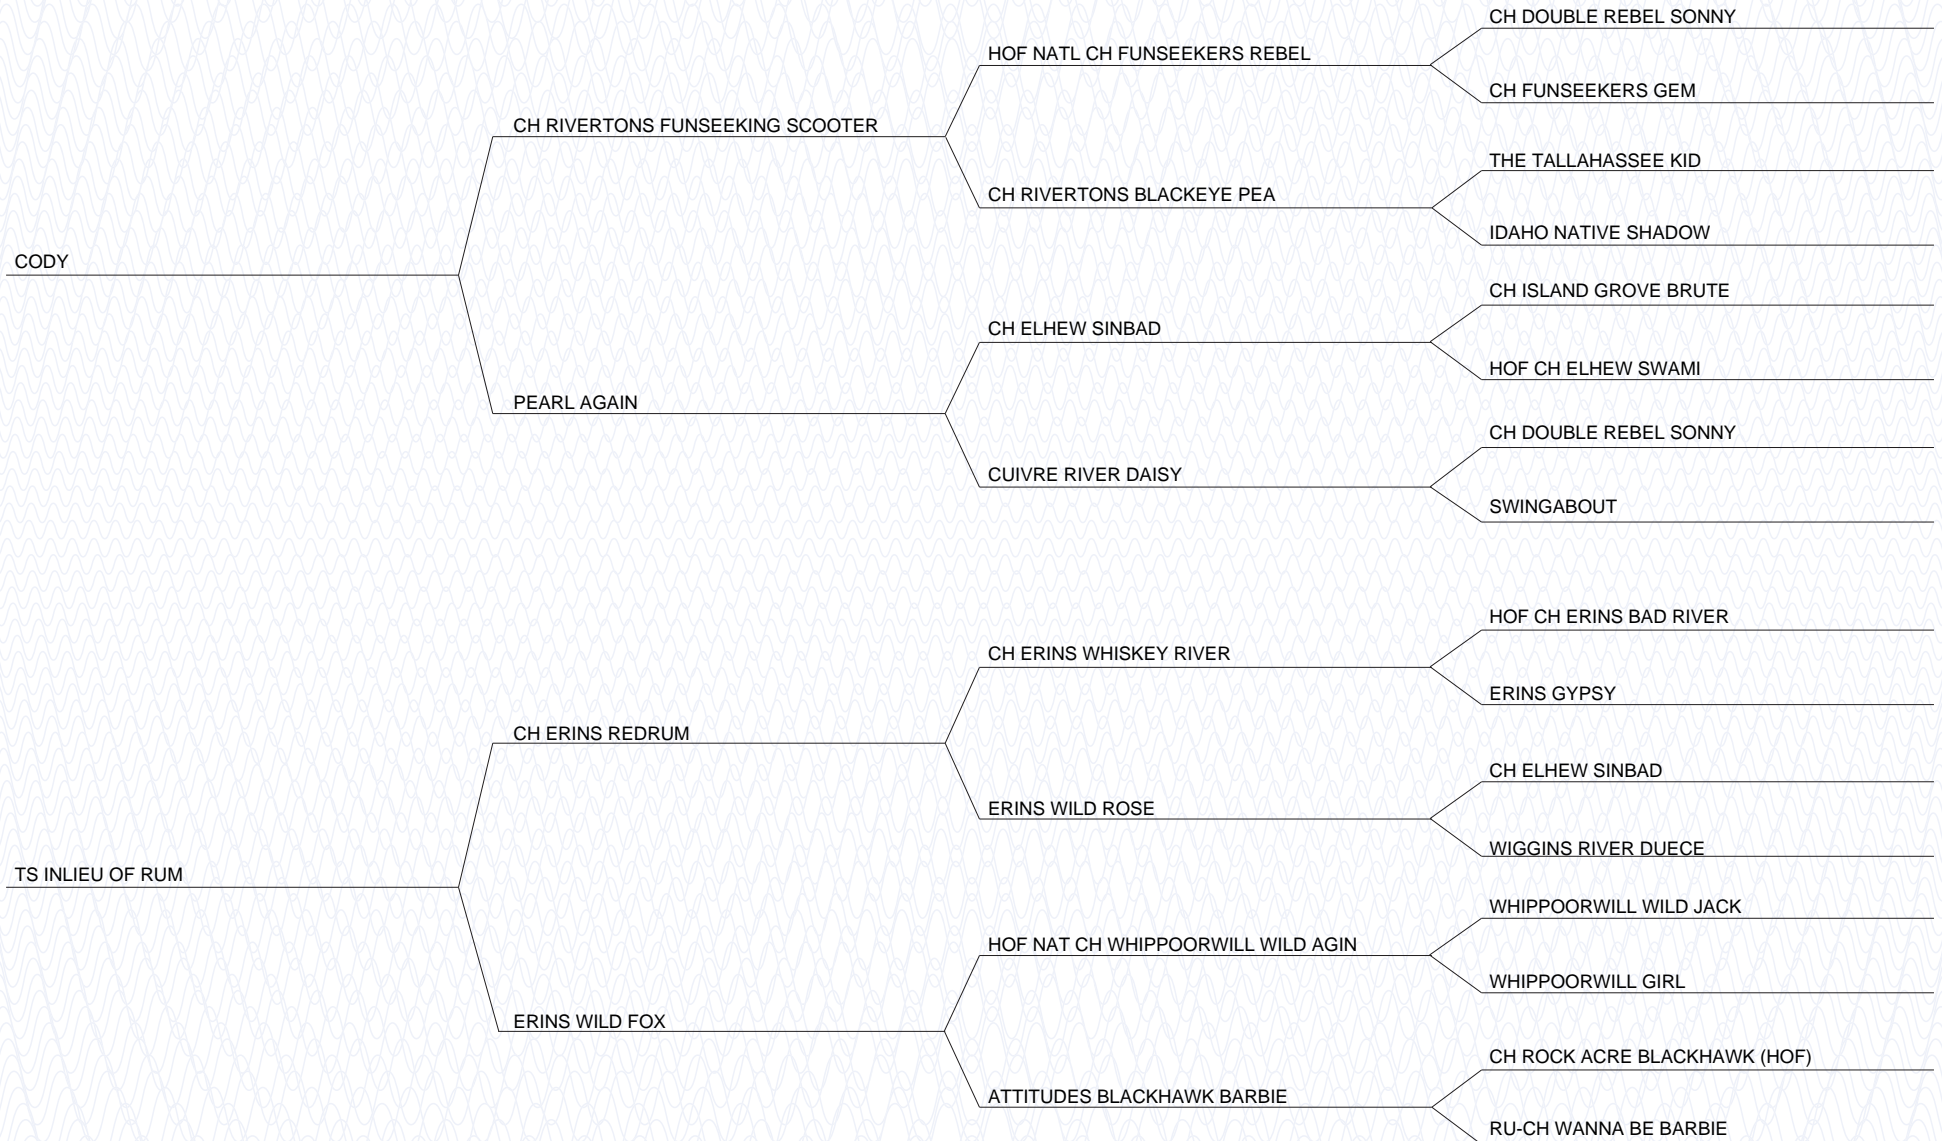 CH DOUBLE REBEL SONNY
HOF NATL CH FUNSEEKERS REBEL
CH FUNSEEKERS GEM
CH RIVERTONS FUNSEEKING SCOOTER
THE TALLAHASSEE KID
CH RIVERTONS BLACKEYE PEA
IDAHO NATIVE SHADOW
CODY
CH ISLAND GROVE BRUTE
CH ELHEW SINBAD
HOF CH ELHEW SWAMI
PEARL AGAIN
CH DOUBLE REBEL SONNY
CUIVRE RIVER DAISY
SWINGABOUT
HOF CH ERINS BAD RIVER
CH ERINS WHISKEY RIVER
ERINS GYPSY
CH ERINS REDRUM
CH ELHEW SINBAD
ERINS WILD ROSE
WIGGINS RIVER DUECE
TS INLIEU OF RUM
WHIPPOORWILL WILD JACK
HOF NAT CH WHIPPOORWILL WILD AGIN
WHIPPOORWILL GIRL
ERINS WILD FOX
CH ROCK ACRE BLACKHAWK (HOF)
ATTITUDES BLACKHAWK BARBIE
RU-CH WANNA BE BARBIE